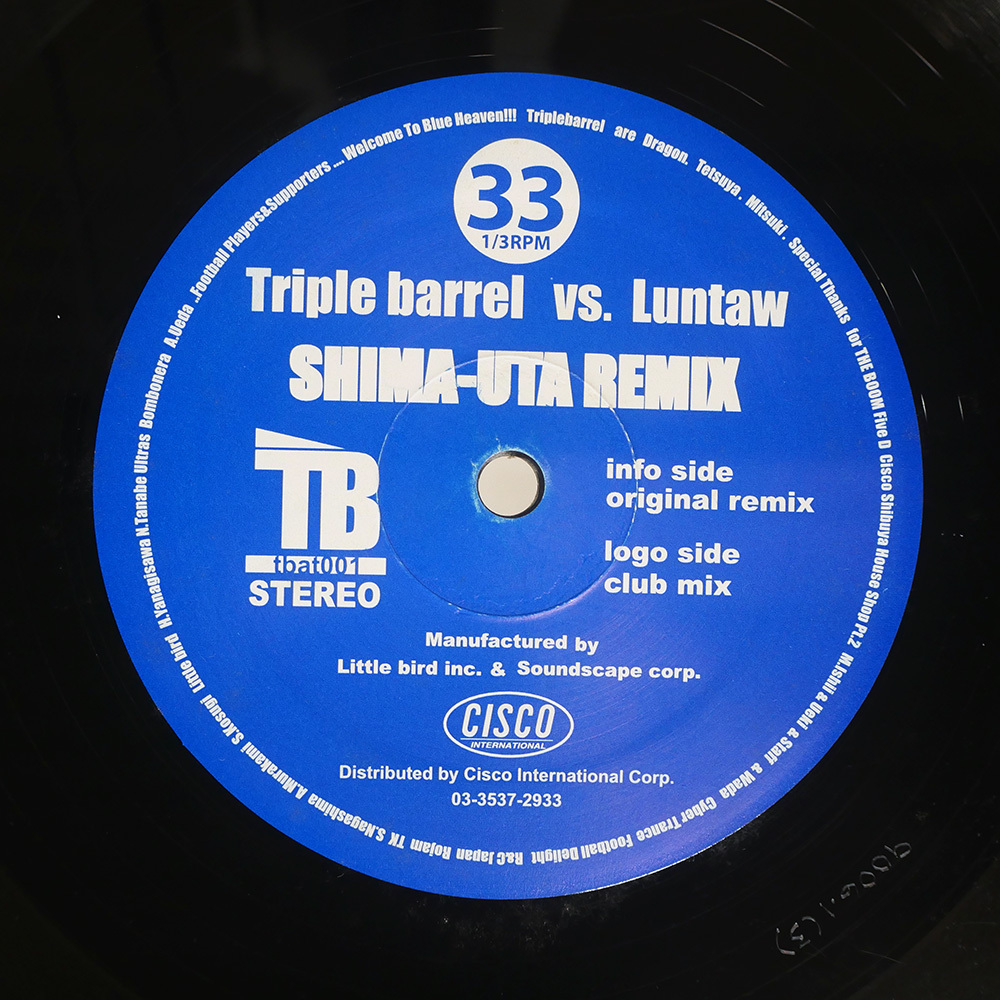 33
1/3RPM
Triple barrel vs. Luntaw
SHIMA-UTA REMIX
TB
tbat001
STEREO
info side
original remix
logo side
club mix
Manufactured by
Little bird inc. & Soundscape corp.
CISCO
INTERNATIONAL
Distributed by Cisco International Corp.
03-3537-2933
Triplebarrel are Dragon. Tetsuya. Mitsuki. Special Thanks for THE BOOM Five D Cisco Shibuya House Shop Pt.2 M.Ishii & Ueki & Staff & Wada Cyber Trance Football Delight R&C Japan Rojam TK S.Nagashima A.Murakami S.Kosugi Little bird H.Yanagisawa N.Tanabe Ultras Bombonera A.Ueda ..Football Players&Supporters .... Welcome To Blue Heaven!!!